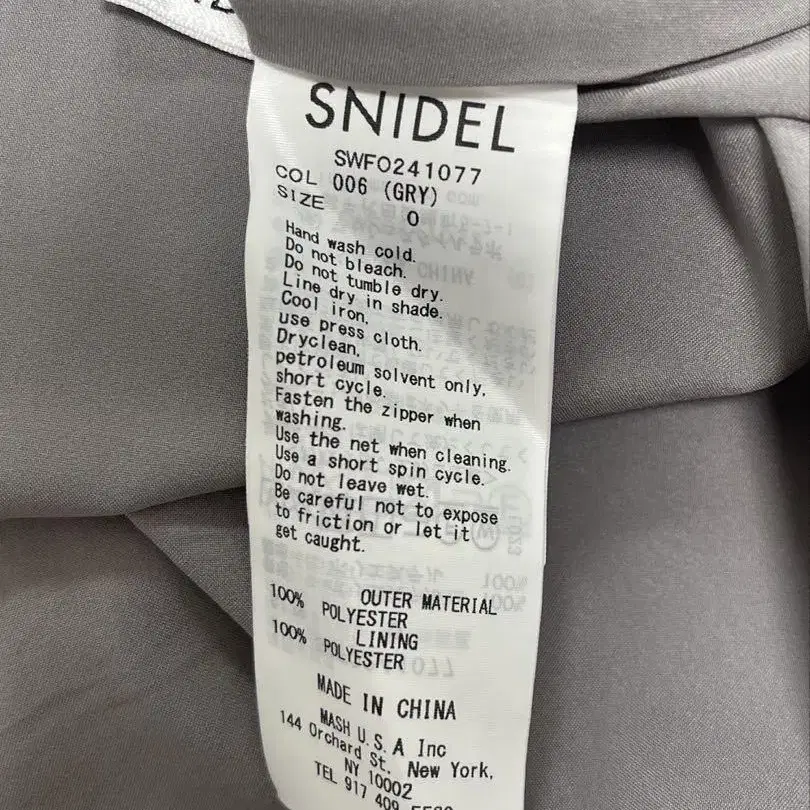 SNIDEL
SWFO241077
COL 006 (GRY)
SIZE 0
Hand wash cold.
Do not bleach.
Do not tumble dry.
Line dry in shade.
Cool iron,
use press cloth.
Dryclean,
petroleum solvent only,
short cycle.
Fasten the zipper when
washing.
Use the net when cleaning.
Use a short spin cycle.
Do not leave wet.
Be careful not to expose
to friction or let it
get caught.
OUTER MATERIAL
100% POLYESTER
LINING
100% POLYESTER
MADE IN CHINA
MASH U.S.A Inc
144 Orchard St. New York,
NY 10002
TEL 917 409